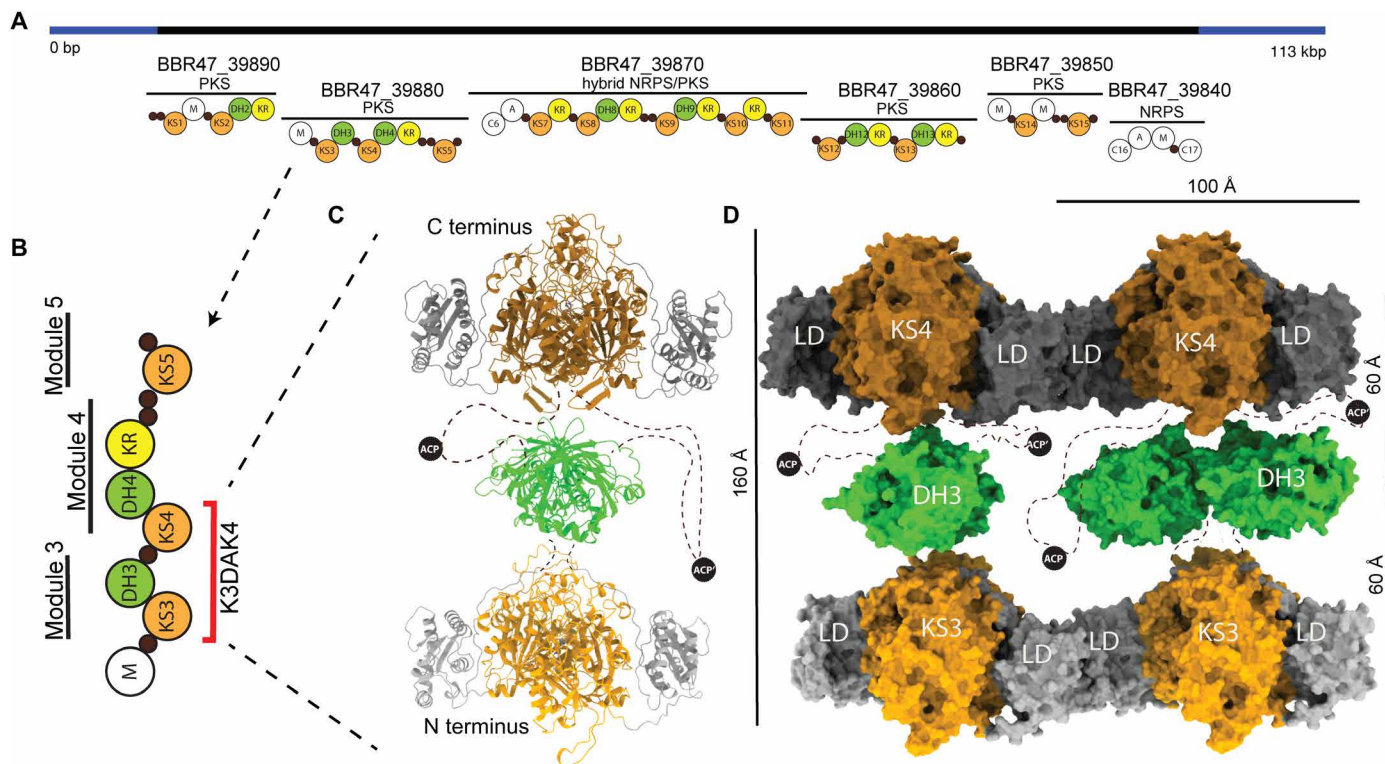 A
0 bp
113 kbp
BBR47_39890
PKS
BBR47_39880
PKS
BBR47_39870
hybrid NRPS/PKS
BBR47_39860
PKS
BBR47_39850
PKS
BBR47_39840
NRPS
KS1 M KS2 DH2 KR
M KS3 DH3 KS4 DH4 KR KS5
C6 A KS7 KR KS8 DH8 KR KS9 DH9 KR KS10 KR KS11
KS12 DH12 KR KS13 DH13 KR
M KS14 M KS15
C16 A M C17
B
Module 5
Module 4
Module 3
KS5
KR
DH4
KS4
DH3
KS3
M
K3DAK4
C
C terminus
ACP
ACP'
N terminus
D
100 Å
160 Å
LD KS4 LD LD KS4 LD
60 Å
ACP ACP' ACP'
DH3 DH3
ACP
60 Å
LD KS3 LD LD KS3 LD